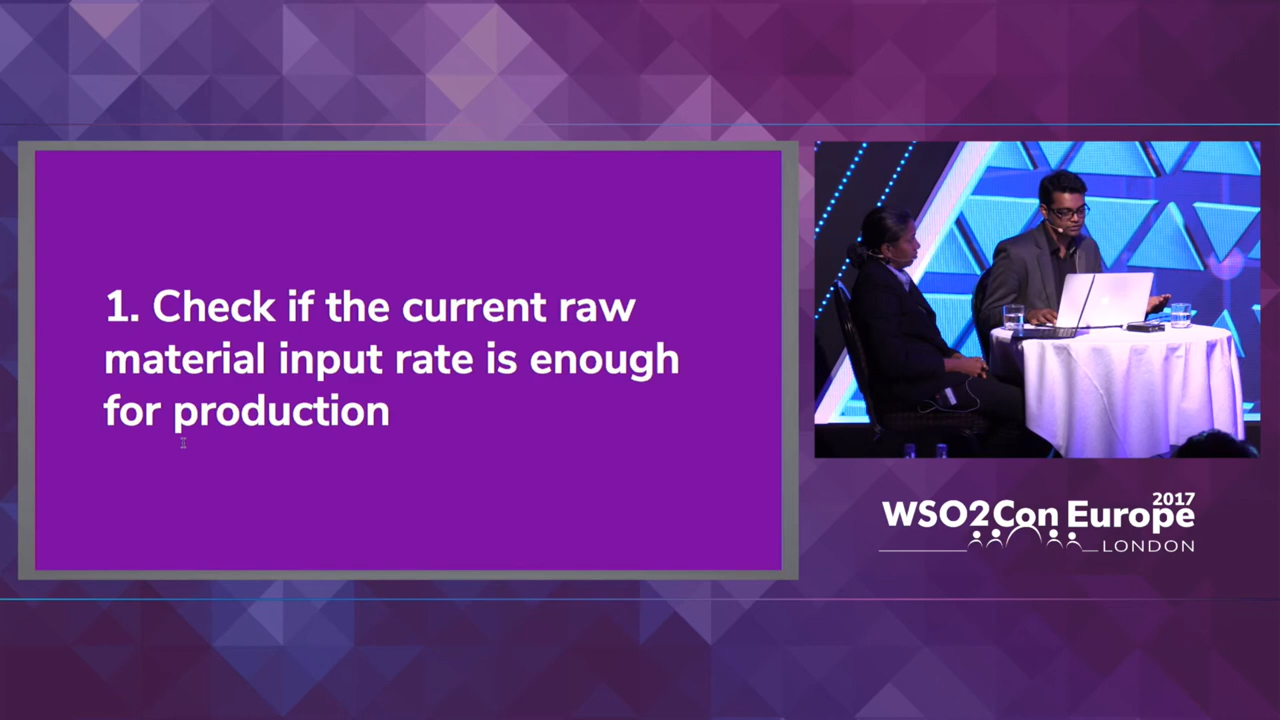 1. Check if the current raw
material input rate is enough
for production
2017
WSO2Con Europe
LONDON